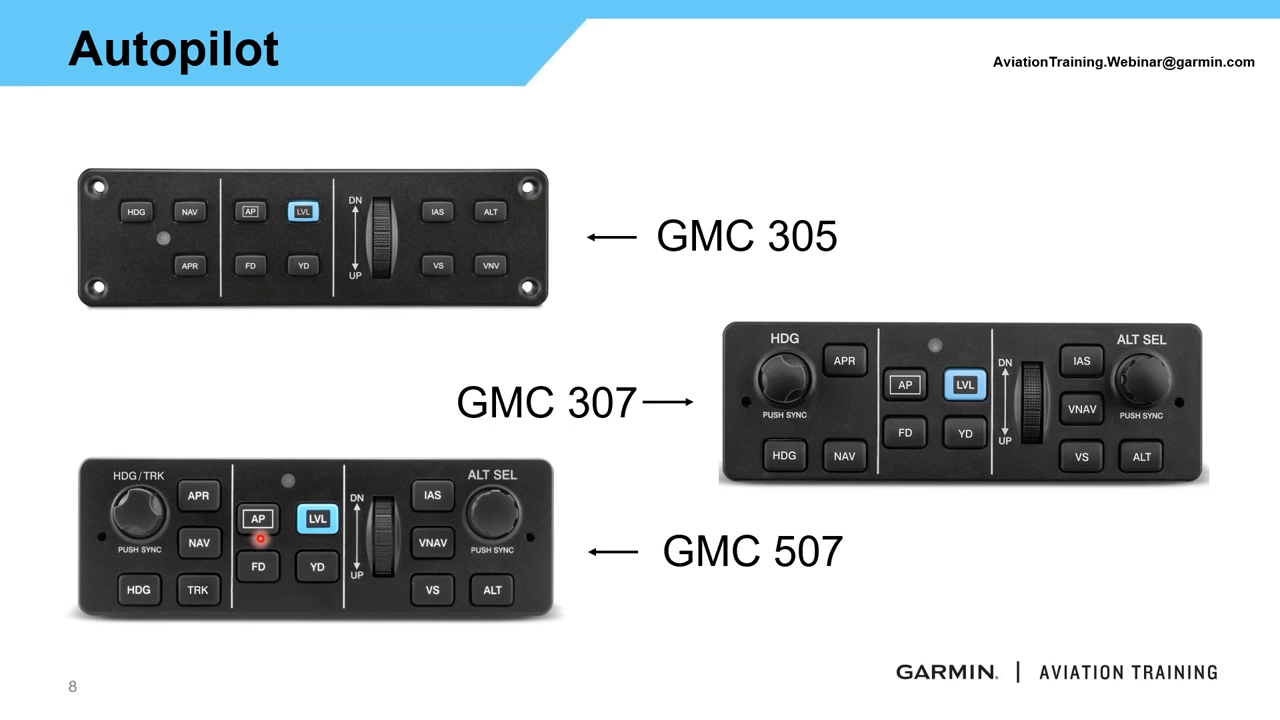 Autopilot
AviationTraining.Webinar@garmin.com
HDG NAV AP LVL DN IAS ALT
APR FD YD UP VS VNV
GMC 305
GMC 307
HDG ALT SEL
APR DN IAS
AP LVL
PUSH SYNC VNAV PUSH SYNC
FD YD UP
HDG NAV VS ALT
HDG / TRK ALT SEL
APR DN IAS
AP LVL
PUSH SYNC NAV VNAV PUSH SYNC
FD YD UP
HDG TRK VS ALT
GMC 507
8
GARMIN. | AVIATION TRAINING